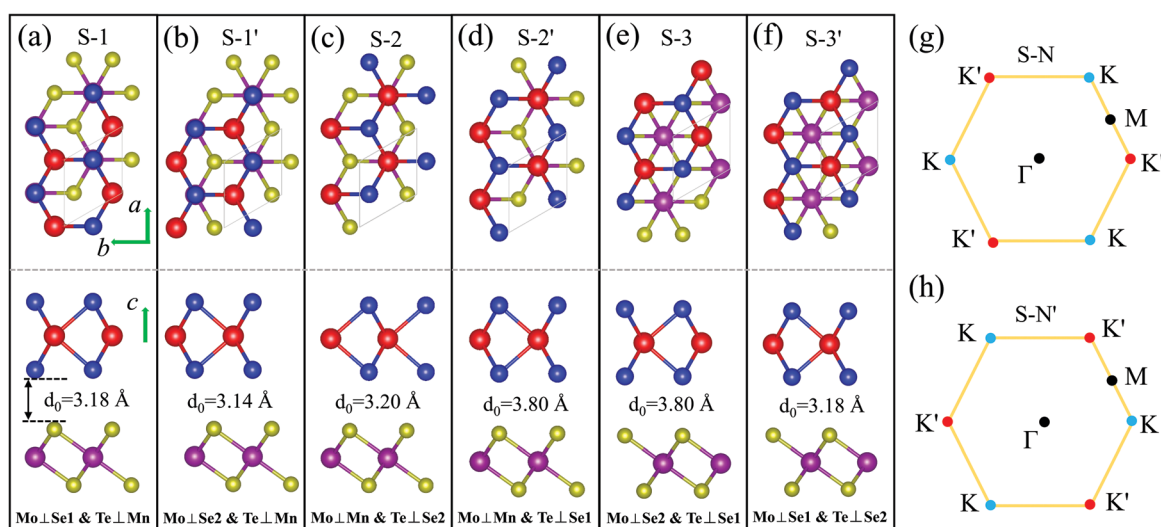 (a) S-1
(b) S-1'
(c) S-2
(d) S-2'
(e) S-3
(f) S-3'
a
b
c
d₀=3.18 Å
d₀=3.14 Å
d₀=3.20 Å
d₀=3.80 Å
d₀=3.80 Å
d₀=3.18 Å
Mo⊥Se1 & Te⊥Mn
Mo⊥Se2 & Te⊥Mn
Mo⊥Mn & Te⊥Se2
Mo⊥Mn & Te⊥Se1
Mo⊥Se2 & Te⊥Se1
Mo⊥Se1 & Te⊥Se2
(g)
S-N
K' K
M
K Γ K'
K' K
(h)
S-N'
K K'
M
K' Γ K
K K'